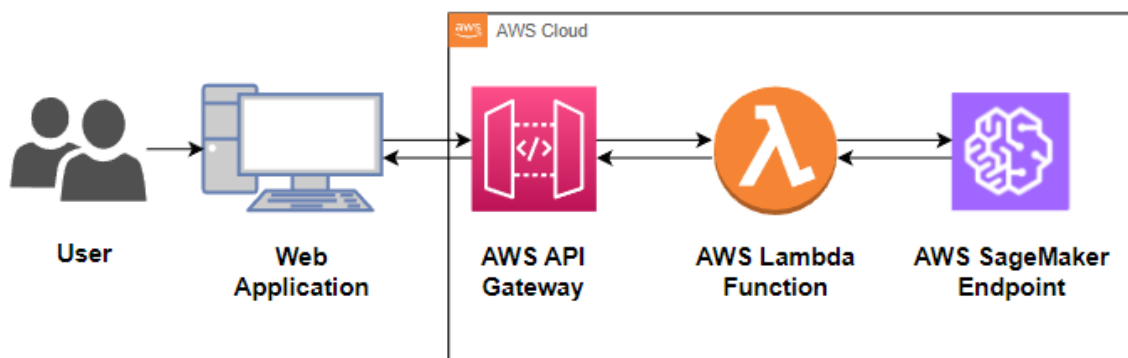 aws
AWS Cloud
</>
User
Web
Application
AWS API
Gateway
AWS Lambda
Function
AWS SageMaker
Endpoint